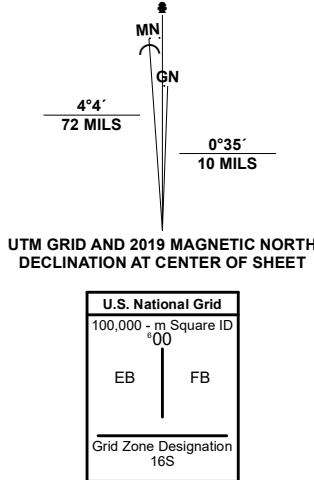 MN
GN
4°4´
72 MILS
0°35´
10 MILS
UTM GRID AND 2019 MAGNETIC NORTH
DECLINATION AT CENTER OF SHEET
U.S. National Grid
100,000 - m Square ID
⁶00
EB FB
Grid Zone Designation
16S